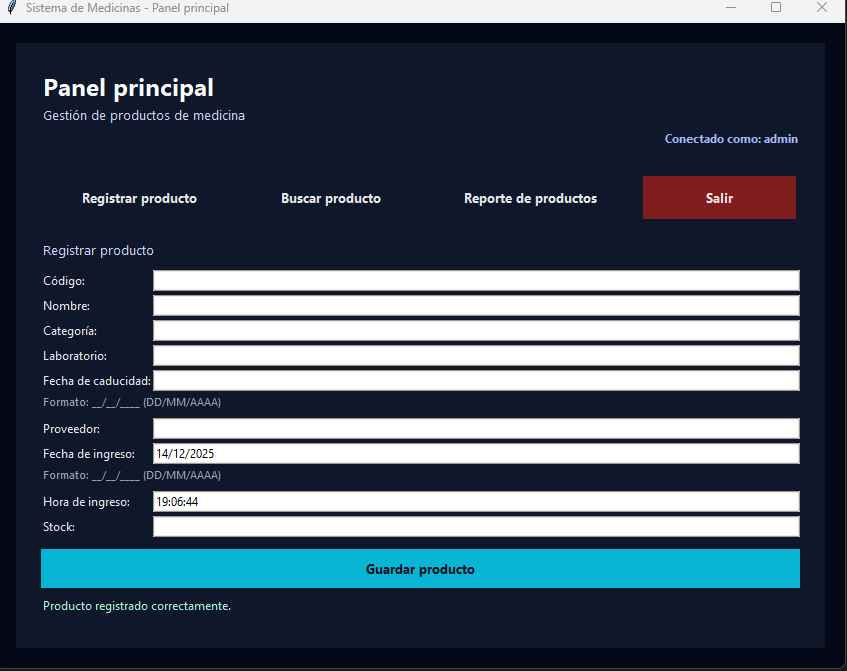 Sistema de Medicinas - Panel principal
Panel principal
Gestión de productos de medicina
Conectado como: admin
Registrar producto Buscar producto Reporte de productos Salir
Registrar producto
Código:
Nombre:
Categoría:
Laboratorio:
Fecha de caducidad:
Formato: __/__/____ (DD/MM/AAAA)
Proveedor:
Fecha de ingreso: 14/12/2025
Formato: __/__/____ (DD/MM/AAAA)
Hora de ingreso: 19:06:44
Stock:
Guardar producto
Producto registrado correctamente.